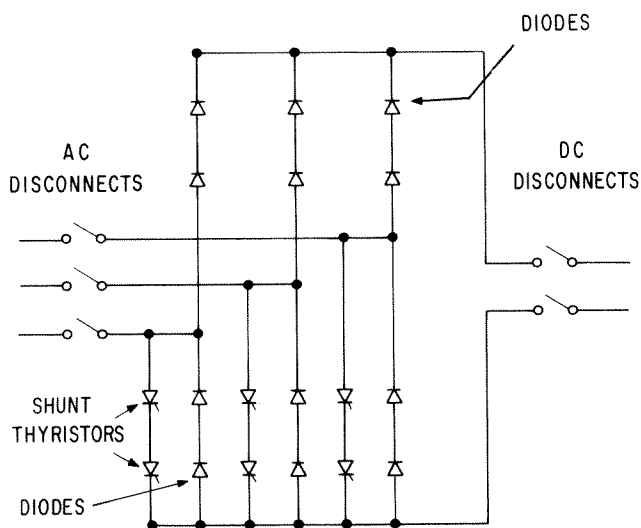 DIODES
AC
DISCONNECTS
DC
DISCONNECTS
SHUNT
THYRISTORS
DIODES